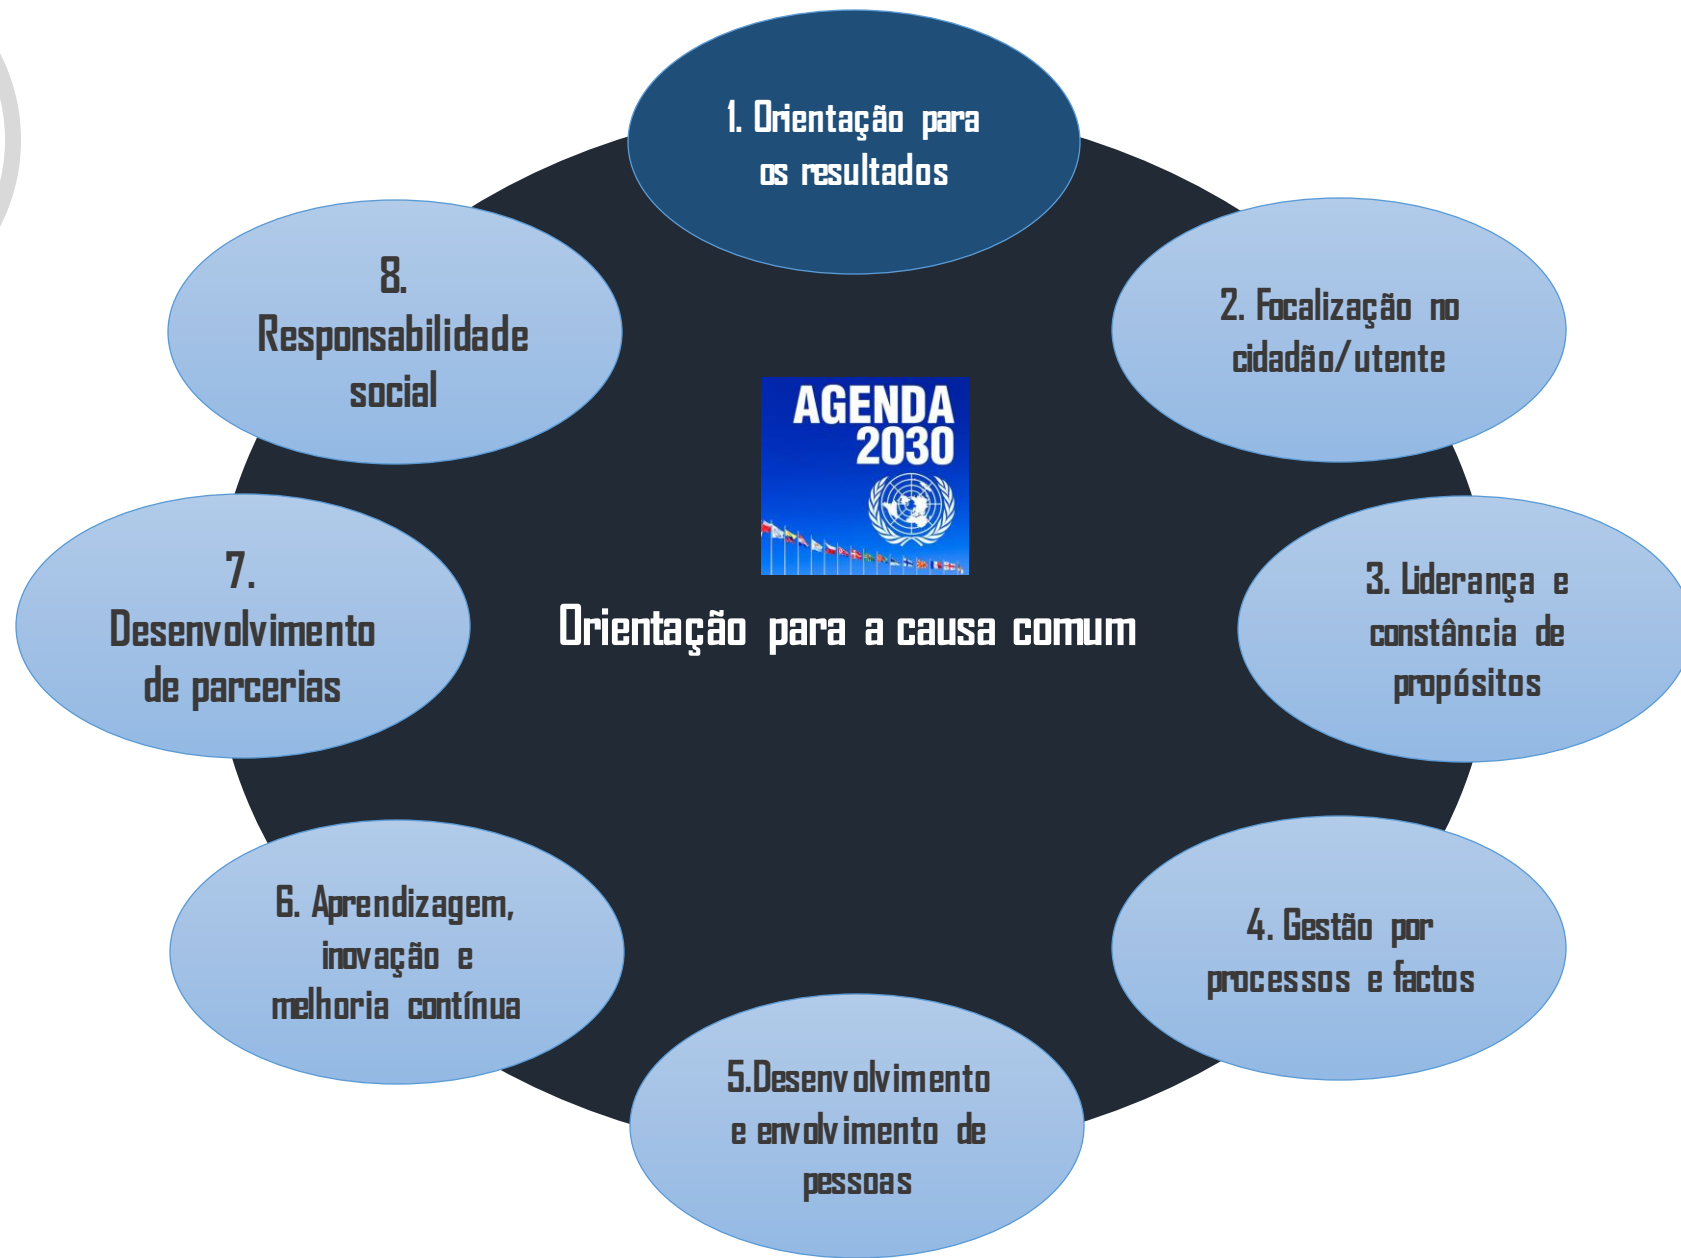 1. Orientação para
os resultados
2. Focalização no
cidadão/utente
3. Liderança e
constância de
propósitos
4. Gestão por
processos e factos
5.Desenvolvimento
e envolvimento de
pessoas
6. Aprendizagem,
inovação e
melhoria contínua
7.
Desenvolvimento
de parcerias
8.
Responsabilidade
social
AGENDA
2030
Orientação para a causa comum